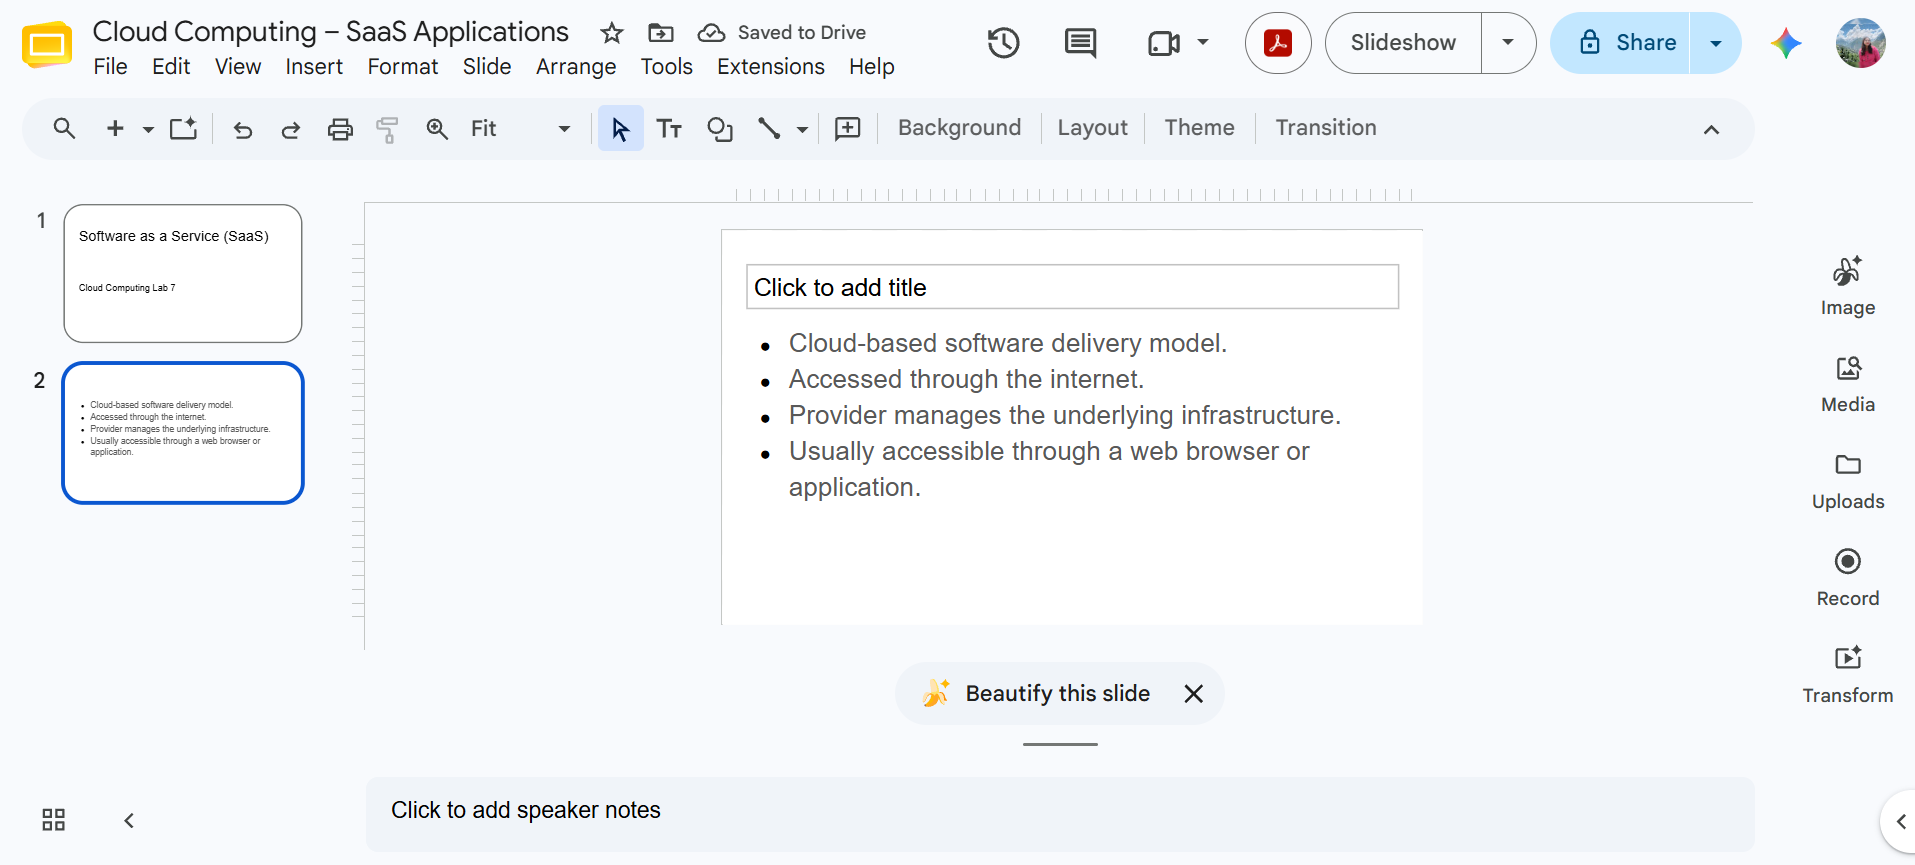 Cloud Computing – SaaS Applications
Saved to Drive
File Edit View Insert Format Slide Arrange Tools Extensions Help
Slideshow
Share
Fit
Background
Layout
Theme
Transition
1
Software as a Service (SaaS)
Cloud Computing Lab 7
2
Cloud-based software delivery model.
Accessed through the internet.
Provider manages the underlying infrastructure.
Usually accessible through a web browser or
application.
Click to add title
Cloud-based software delivery model.
Accessed through the internet.
Provider manages the underlying infrastructure.
Usually accessible through a web browser or
application.
Beautify this slide
Click to add speaker notes
Image
Media
Uploads
Record
Transform